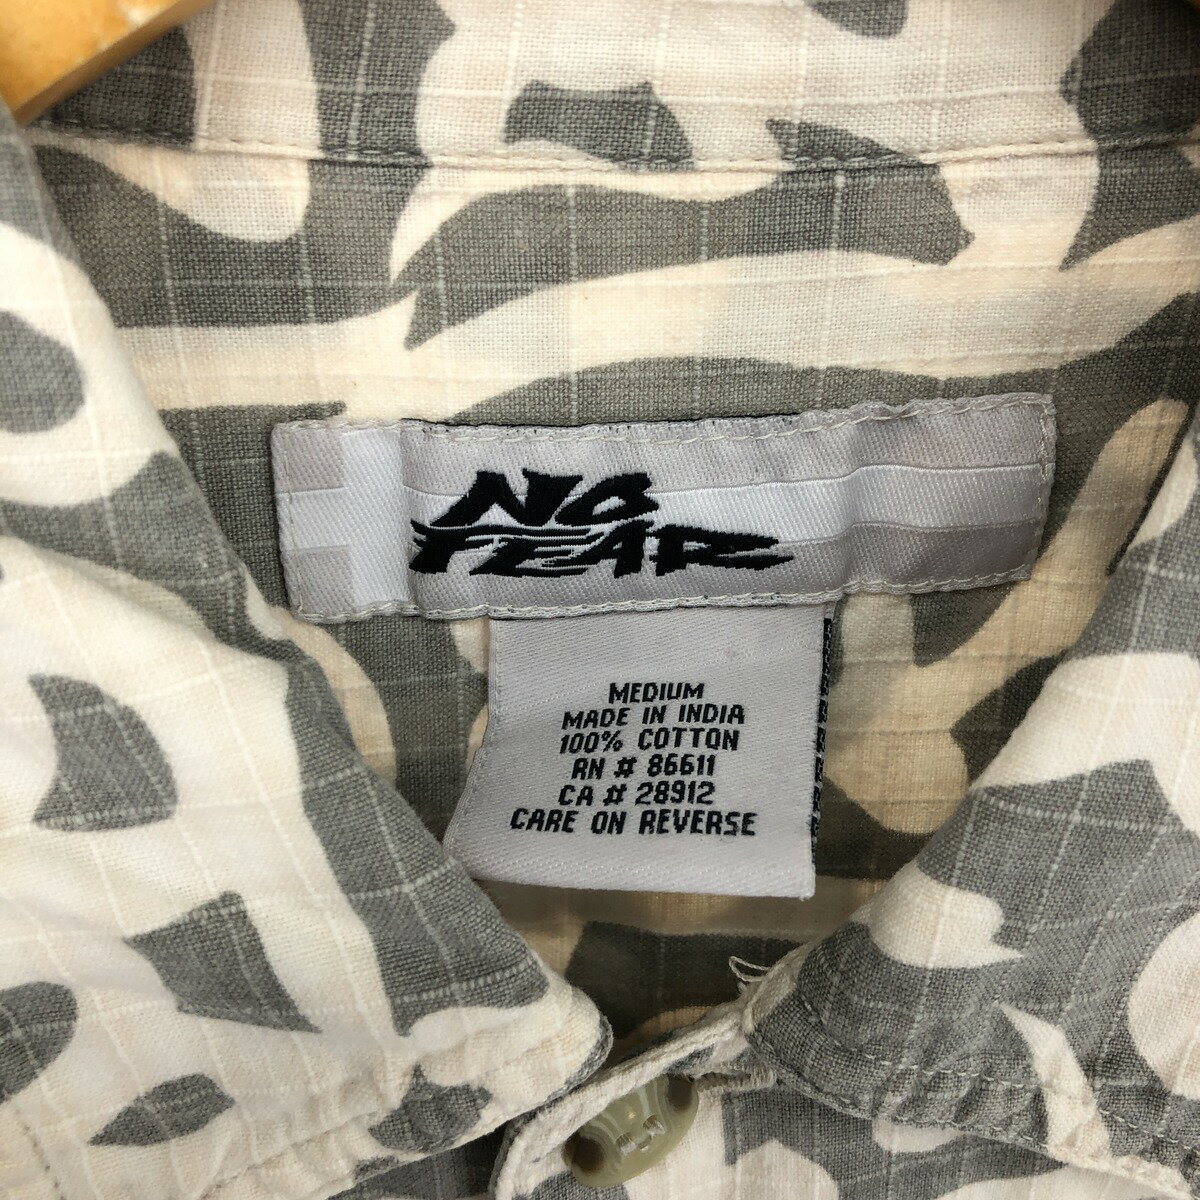 NO
FEAR
MEDIUM
MADE IN INDIA
100% COTTON
RN # 86611
CA # 28912
CARE ON REVERSE